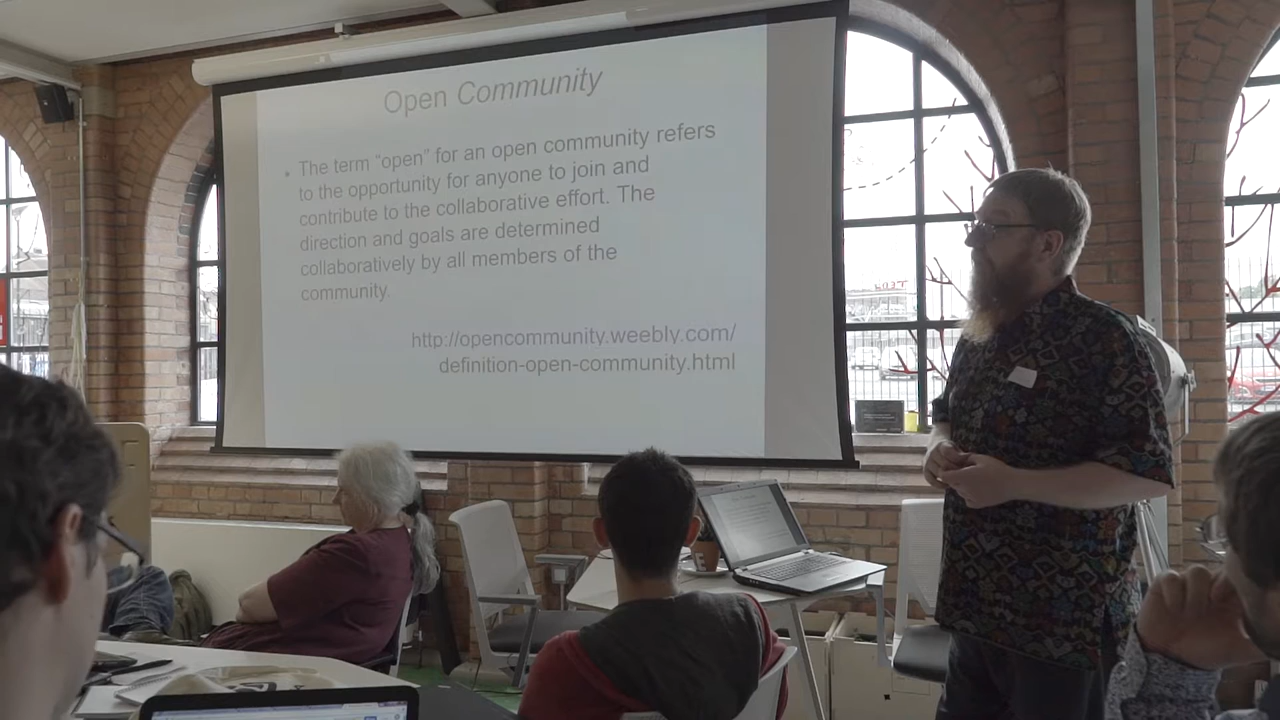 Open Community
• The term "open" for an open community refers
to the opportunity for anyone to join and
contribute to the collaborative effort. The
direction and goals are determined
collaboratively by all members of the
community.
http://opencommunity.weebly.com/
definition-open-community.html